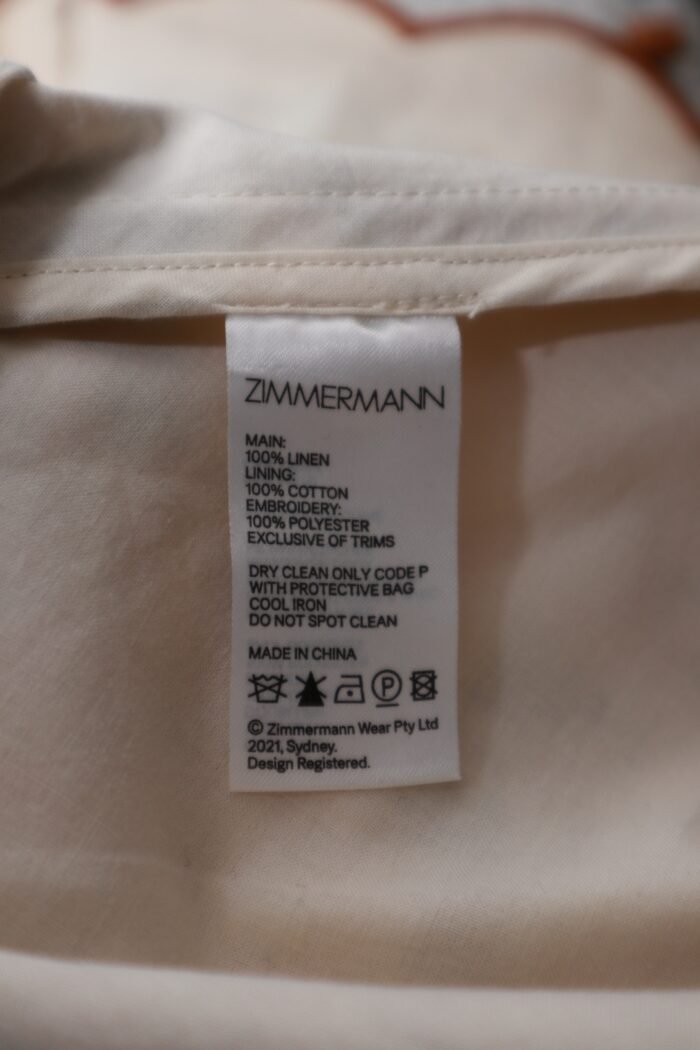 ZIMMERMANN
MAIN:
100% LINEN
LINING:
100% COTTON
EMBROIDERY:
100% POLYESTER
EXCLUSIVE OF TRIMS
DRY CLEAN ONLY CODE P
WITH PROTECTIVE BAG
COOL IRON
DO NOT SPOT CLEAN
MADE IN CHINA
P
© Zimmermann Wear Pty Ltd
2021, Sydney.
Design Registered.